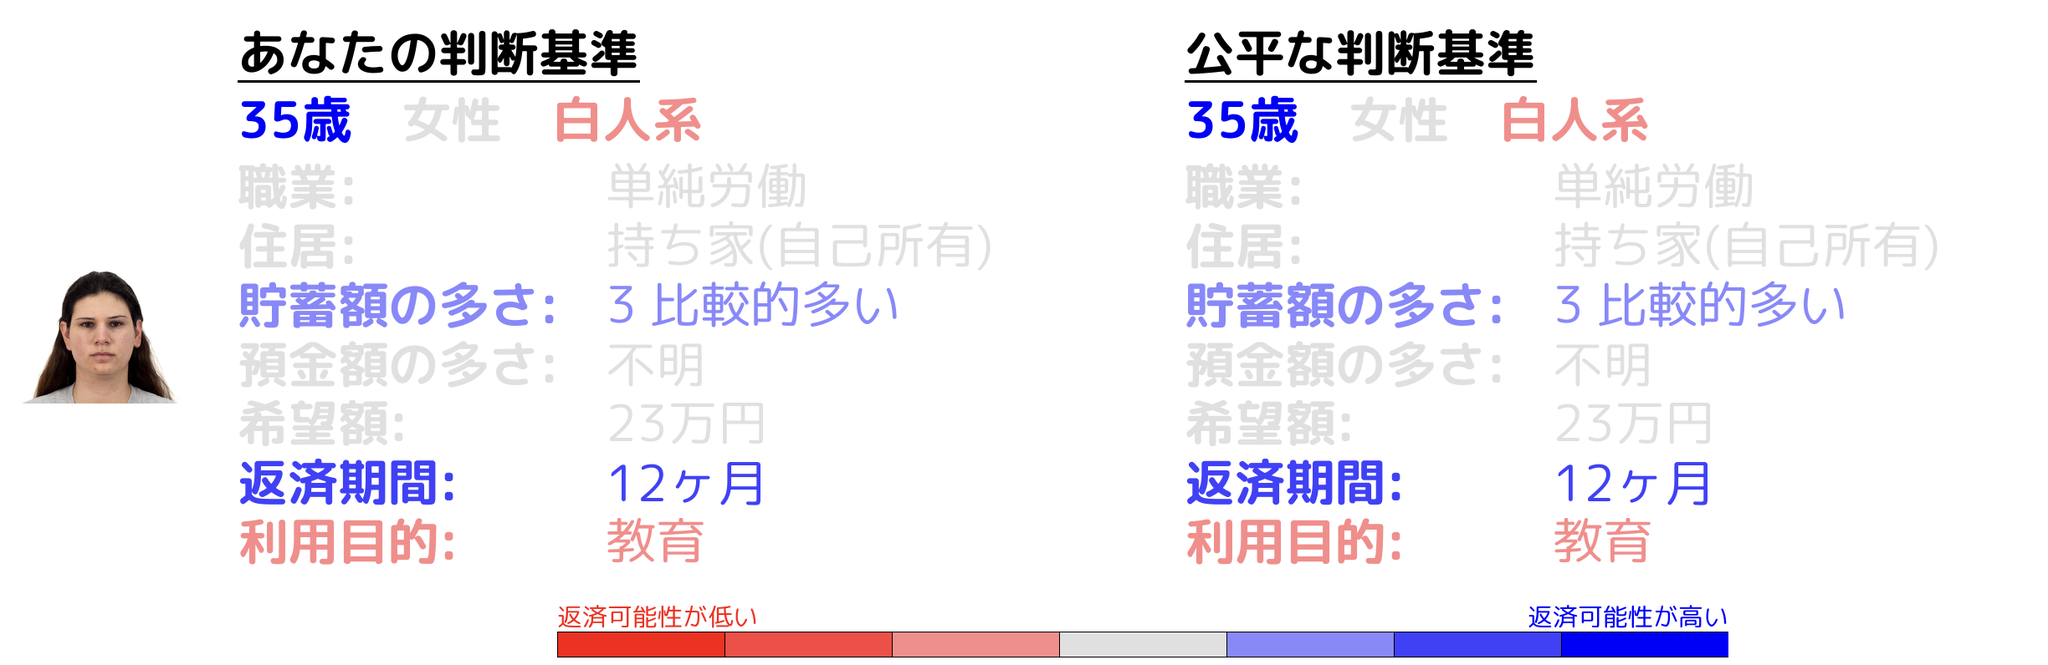 あなたの判断基準
35歳 女性 白人系
職業: 単純労働
住居: 持ち家(自己所有)
貯蓄額の多さ: 3 比較的多い
預金額の多さ: 不明
希望額: 23万円
返済期間: 12ヶ月
利用目的: 教育
公平な判断基準
35歳 女性 白人系
職業: 単純労働
住居: 持ち家(自己所有)
貯蓄額の多さ: 3 比較的多い
預金額の多さ: 不明
希望額: 23万円
返済期間: 12ヶ月
利用目的: 教育
返済可能性が低い
返済可能性が高い